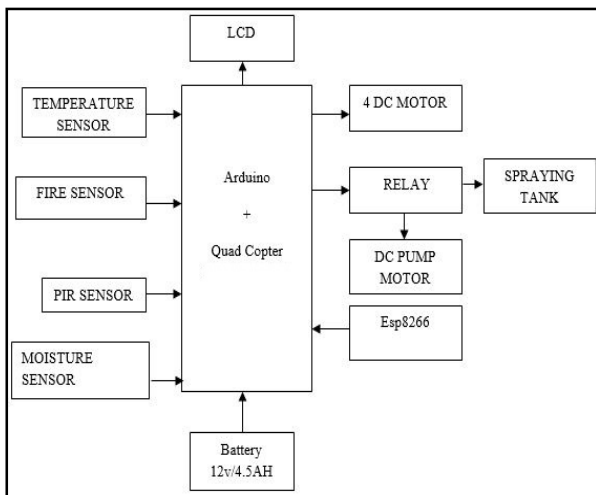 LCD
TEMPERATURE
SENSOR
4 DC MOTOR
FIRE SENSOR
Arduino
+
Quad Copter
RELAY
SPRAYING
TANK
DC PUMP
MOTOR
PIR SENSOR
Esp8266
MOISTURE
SENSOR
Battery
12v/4.5AH